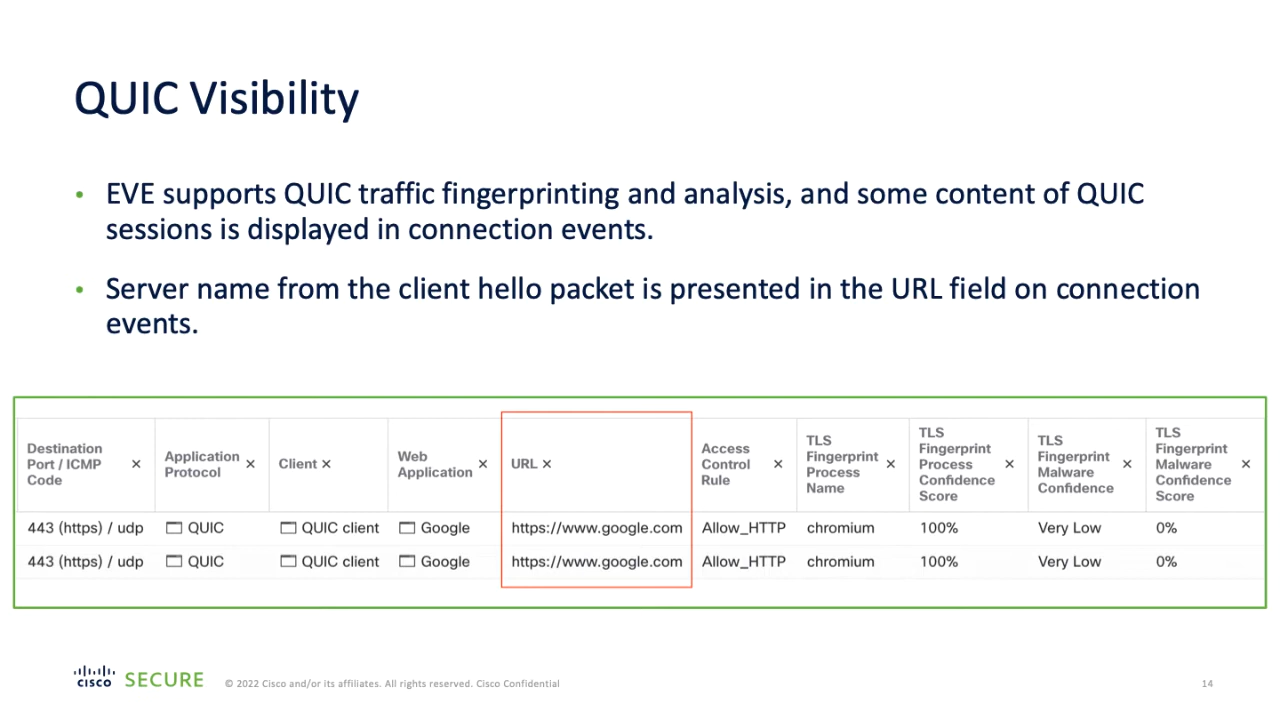 QUIC Visibility
• EVE supports QUIC traffic fingerprinting and analysis, and some content of QUIC
sessions is displayed in connection events.
• Server name from the client hello packet is presented in the URL field on connection
events.
Destination Port / ICMP Code × Application Protocol × Client × Web Application × URL × Access Control Rule × TLS Fingerprint Process Name × TLS Fingerprint Process Confidence Score × TLS Fingerprint Malware Confidence × TLS Fingerprint Malware Confidence Score ×
443 (https) / udp QUIC QUIC client Google https://www.google.com Allow_HTTP chromium 100% Very Low 0%
443 (https) / udp QUIC QUIC client Google https://www.google.com Allow_HTTP chromium 100% Very Low 0%
CISCO SECURE © 2022 Cisco and/or its affiliates. All rights reserved. Cisco Confidential 14